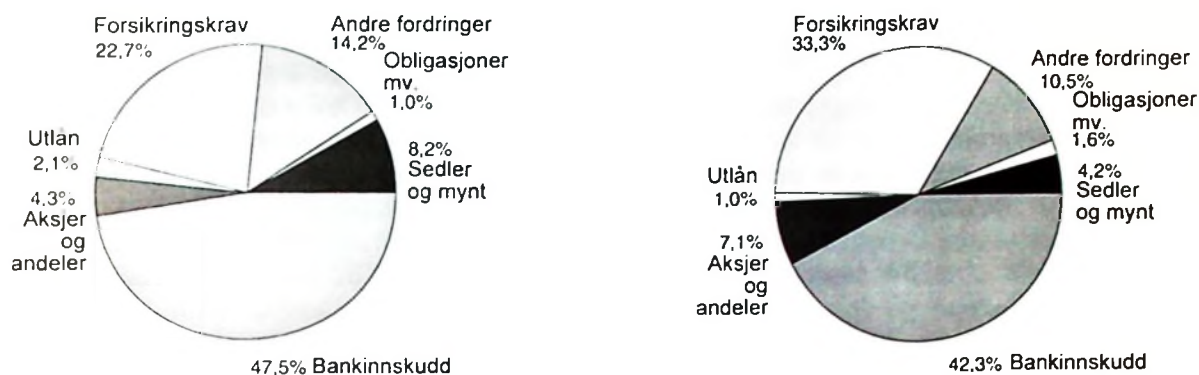 Forsikringskrav
22,7%
Andre fordringer
14,2%
Obligasjoner
mv.
1,0%
8,2%
Sedler
og mynt
Utlån
2,1%
4,3%
Aksjer
og
andeler
47,5% Bankinnskudd
Forsikringskrav
33,3%
Andre fordringer
10,5%
Obligasjoner
mv.
1,6%
4,2%
Sedler
og mynt
Utlån
1,0%
7,1%
Aksjer
og
andeler
42,3% Bankinnskudd